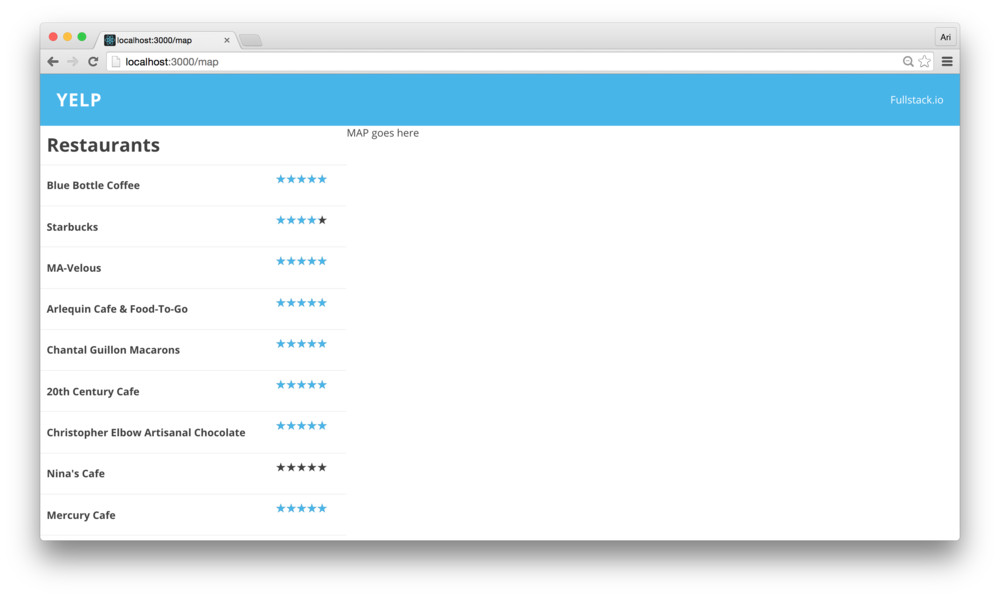 localhost:3000/map
Ari
localhost:3000/map
YELP
Fullstack.io
Restaurants
MAP goes here
Blue Bottle Coffee
★★★★★
Starbucks
★★★★★
MA-Velous
★★★★★
Arlequin Cafe & Food-To-Go
★★★★★
Chantal Guillon Macarons
★★★★★
20th Century Cafe
★★★★★
Christopher Elbow Artisanal Chocolate
★★★★★
Nina's Cafe
★★★★★
Mercury Cafe
★★★★★